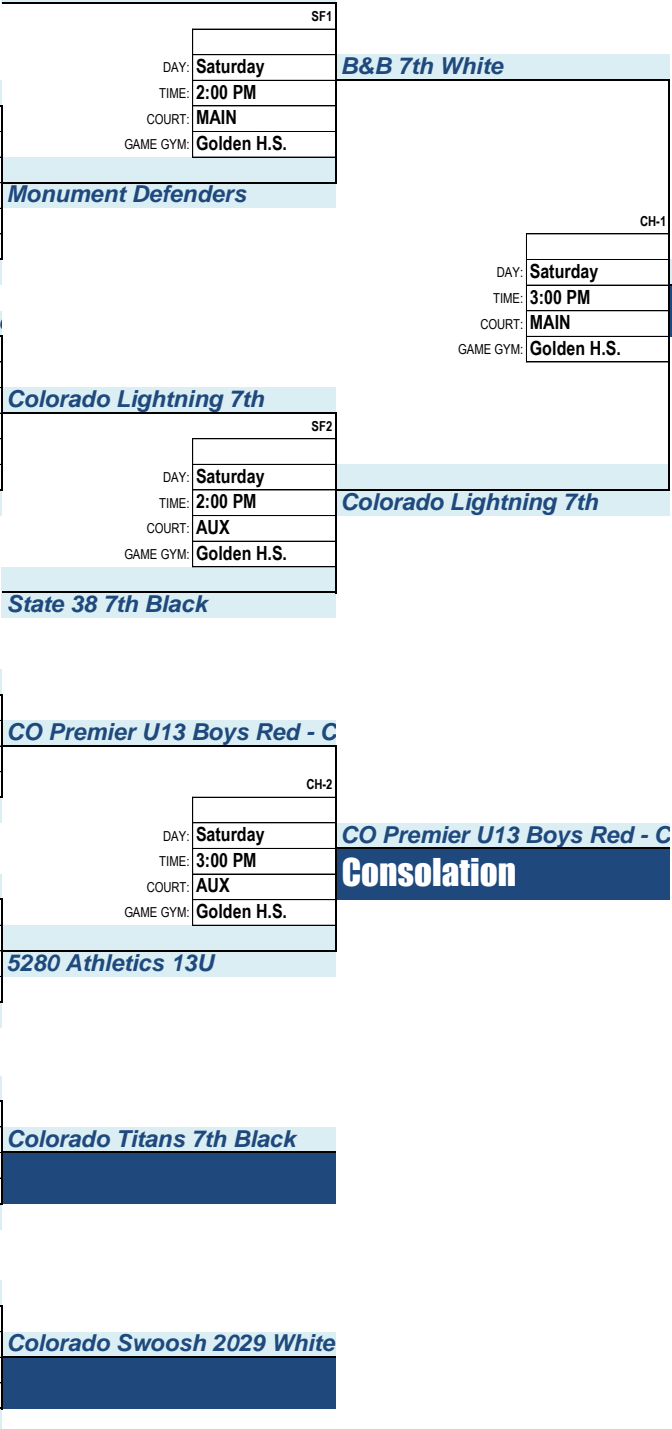 SF1
DAY: Saturday
B&B 7th White
TIME: 2:00 PM
COURT: MAIN
GAME GYM: Golden H.S.
Monument Defenders
CH-1
DAY: Saturday
TIME: 3:00 PM
COURT: MAIN
GAME GYM: Golden H.S.
Colorado Lightning 7th
SF2
DAY: Saturday
TIME: 2:00 PM
Colorado Lightning 7th
COURT: AUX
GAME GYM: Golden H.S.
State 38 7th Black
CO Premier U13 Boys Red - C
CH-2
DAY: Saturday
CO Premier U13 Boys Red - C
TIME: 3:00 PM
Consolation
COURT: AUX
GAME GYM: Golden H.S.
5280 Athletics 13U
Colorado Titans 7th Black
Colorado Swoosh 2029 White